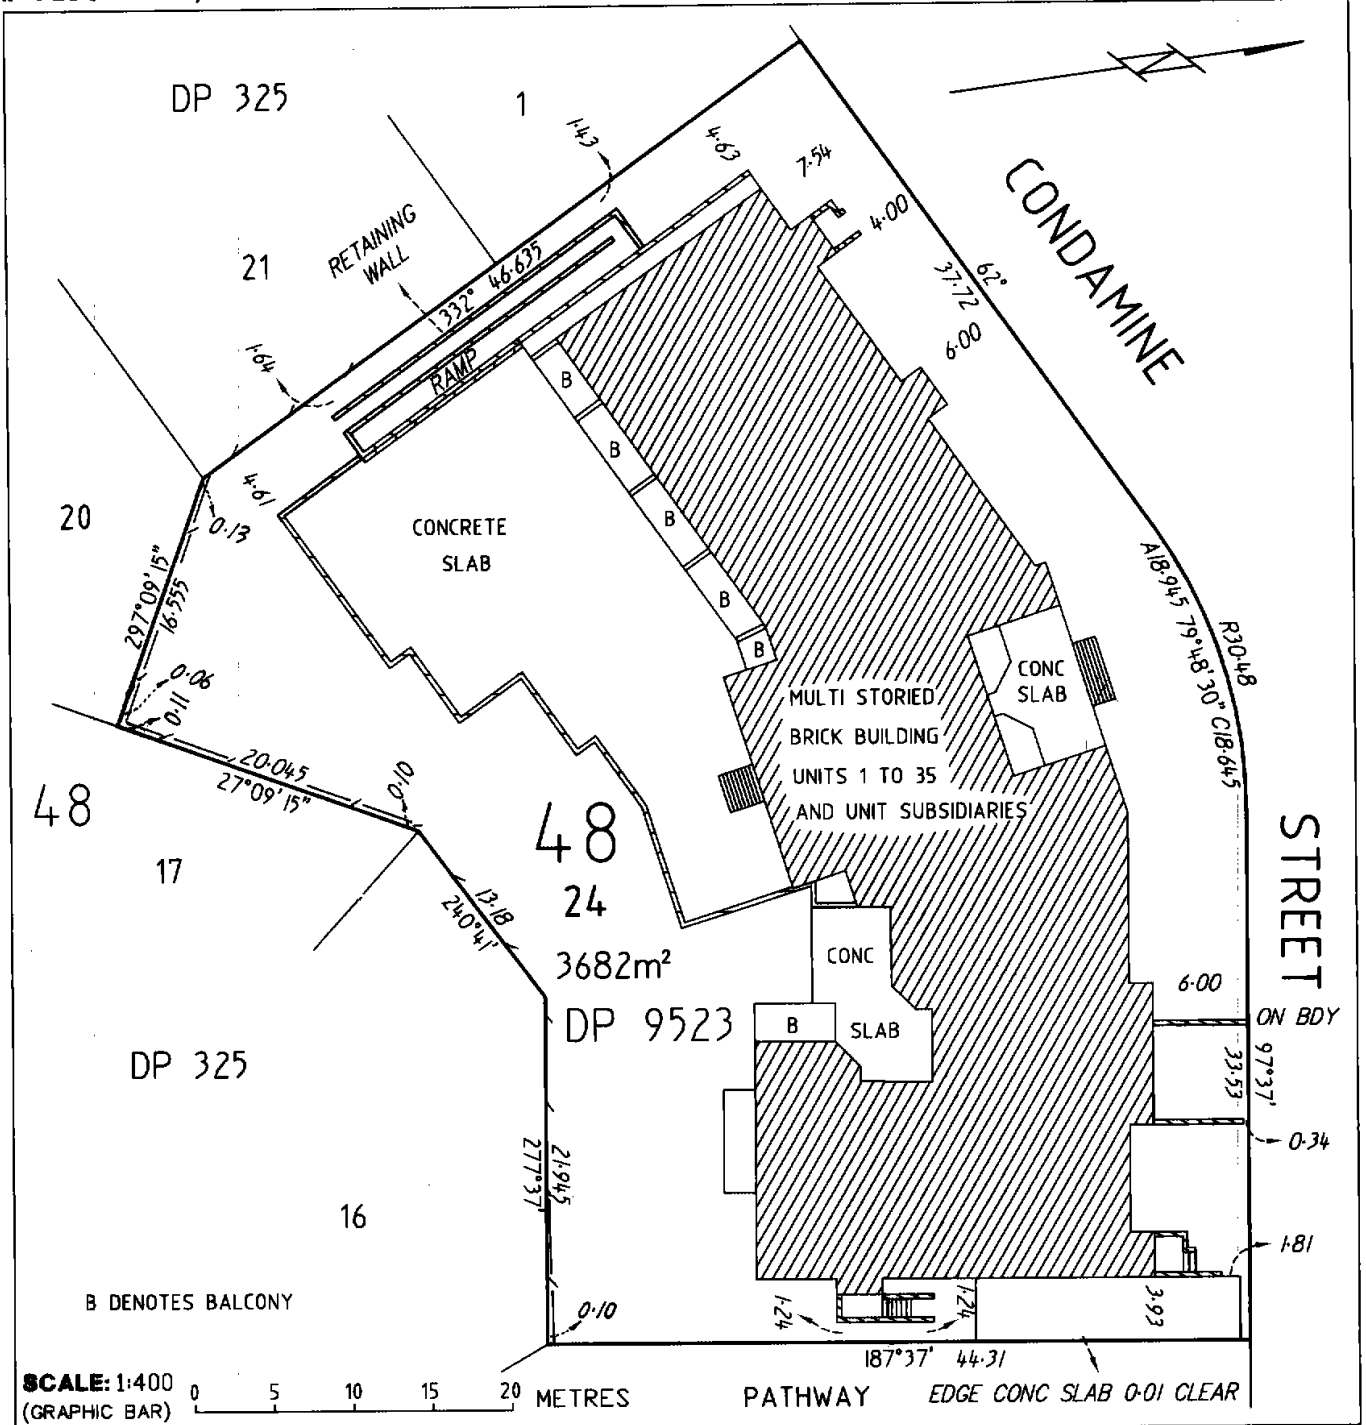 DP 325
1
1·43
4·63
7·54
4·00
CONDAMINE
RETAINING
WALL
21
332° 46·635
62°
37·72
6·00
1·64
RAMP
B
B
B
B
B
4·61
0·13
20
CONCRETE
SLAB
297°09'15"
16·555
A18·945 79°48'30" C18·645
R30·48
0·06
0·11
CONC
SLAB
MULTI STORIED
BRICK BUILDING
UNITS 1 TO 35
AND UNIT SUBSIDIARIES
20·045
27°09'15"
0·10
48
17
48
24
3682m²
DP 9523
13·18
240°41'
STREET
CONC
SLAB
B
6·00
ON BDY
97°37'
33·53
DP 325
0·34
21·945
277°37'
16
1·81
B DENOTES BALCONY
0·10
1·24
1·24
3·93
187°37' 44·31
SCALE: 1:400
(GRAPHIC BAR)
0 5 10 15 20 METRES
PATHWAY
EDGE CONC SLAB 0·01 CLEAR